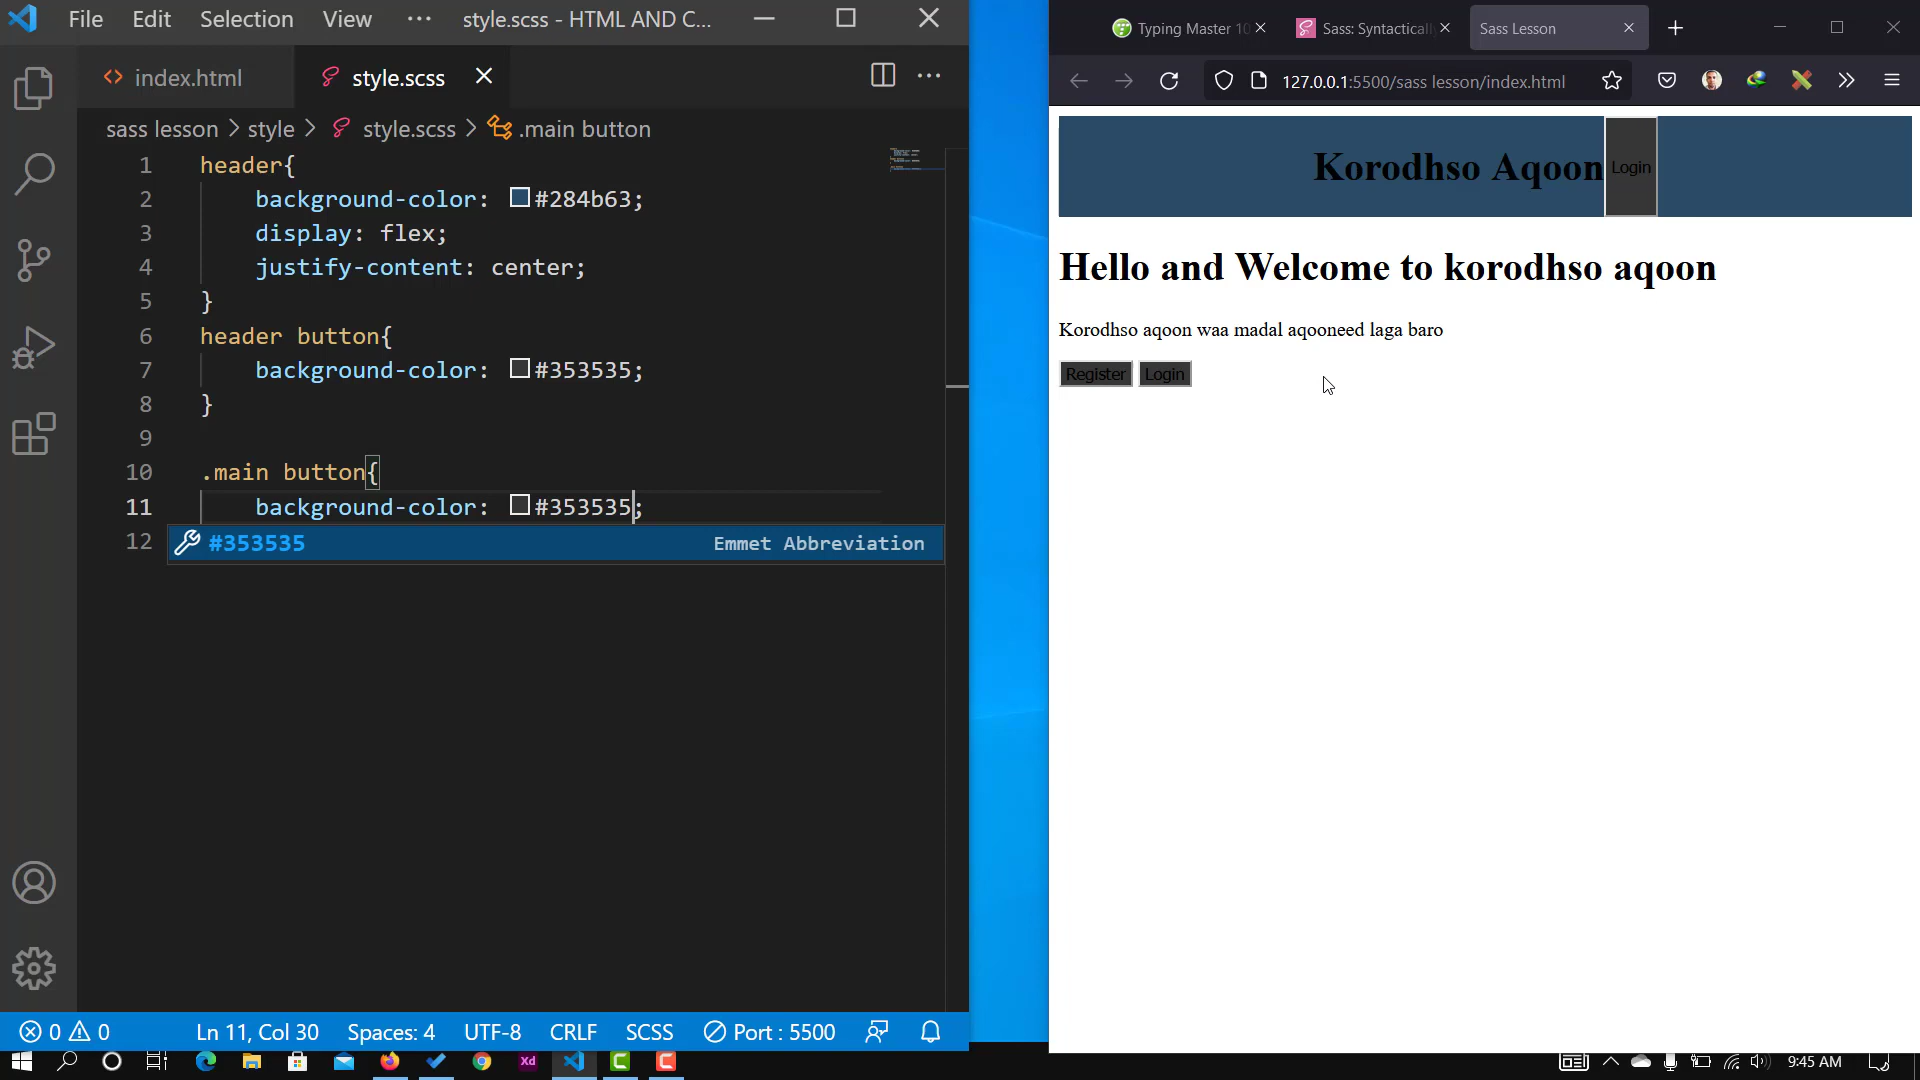 File Edit Selection View ··· style.scss - HTML AND C...
index.html style.scss
sass lesson > style > style.scss > .main button
1 header{
2 background-color: #284b63;
3 display: flex;
4 justify-content: center;
5 }
6 header button{
7 background-color: #353535;
8 }
9
10 .main button{
11 background-color: #353535;
12
#353535 Emmet Abbreviation
0 0 Ln 11, Col 30 Spaces: 4 UTF-8 CRLF SCSS Port : 5500
Typing Master 10 Sass: Syntactical Sass Lesson
127.0.0.1:5500/sass lesson/index.html
Korodhso Aqoon Login
Hello and Welcome to korodhso aqoon
Korodhso aqoon waa madal aqooneed laga baro
Register Login
Xd 9:45 AM